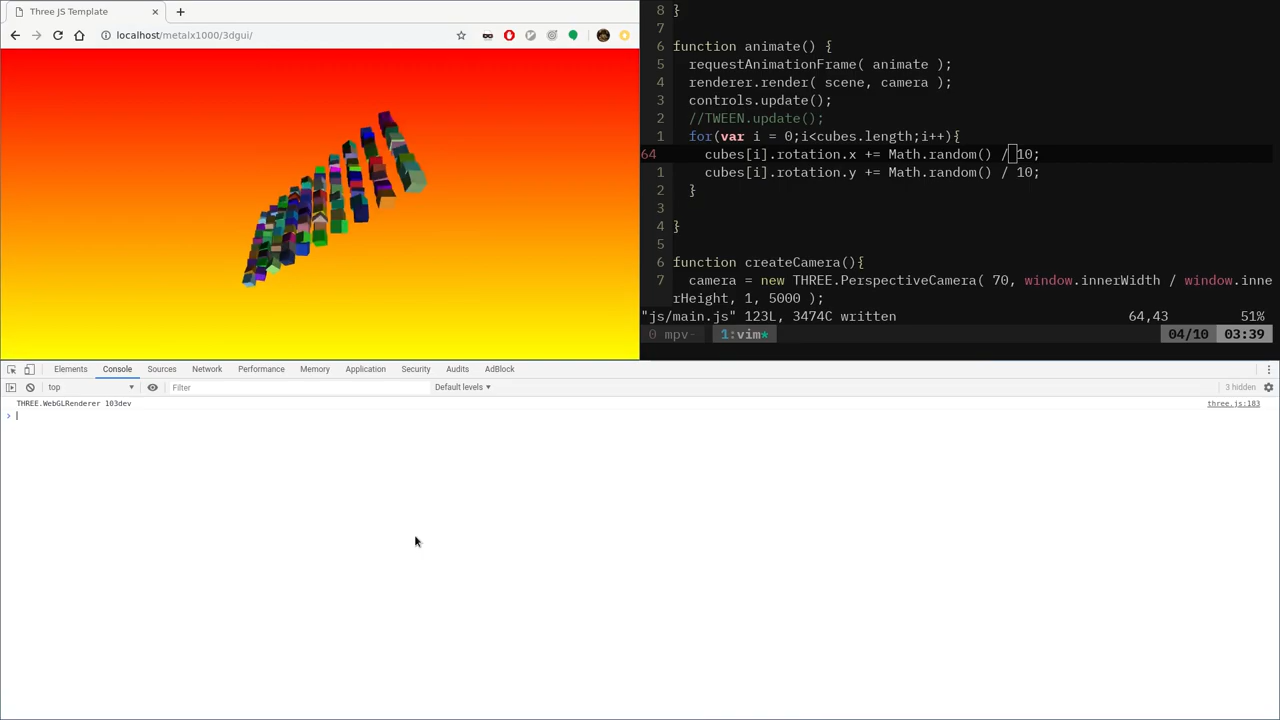 Three JS Template
localhost/metalx1000/3dgui/
8 }
7
6 function animate() {
5 requestAnimationFrame( animate );
4 renderer.render( scene, camera );
3 controls.update();
2 //TWEEN.update();
1 for(var i = 0;i<cubes.length;i++){
64 cubes[i].rotation.x += Math.random() / 10;
1 cubes[i].rotation.y += Math.random() / 10;
2 }
3
4 }
5
6 function createCamera(){
7 camera = new THREE.PerspectiveCamera( 70, window.innerWidth / window.inne
rHeight, 1, 5000 );
"js/main.js" 123L, 3474C written 64,43 51%
0 mpv- 1:vim* 04/10 03:39
Elements Console Sources Network Performance Memory Application Security Audits AdBlock
top Filter Default levels 3 hidden
THREE.WebGLRenderer 103dev three.js:183